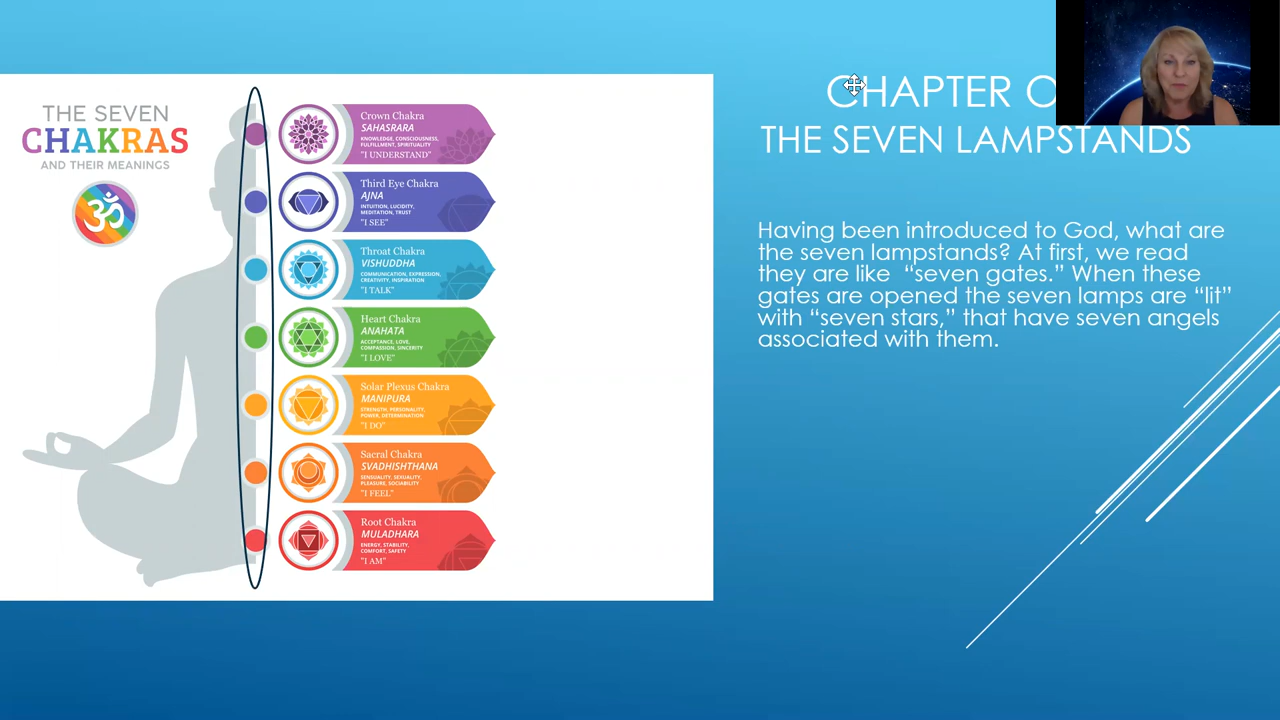 THE SEVEN
CHAKRAS
AND THEIR MEANINGS
ॐ
Crown Chakra
SAHASRARA
KNOWLEDGE, CONSCIOUSNESS,
FULFILLMENT, SPIRITUALITY
"I UNDERSTAND"
Third Eye Chakra
AJNA
INTUITION, LUCIDITY,
MEDITATION, TRUST
"I SEE"
Throat Chakra
VISHUDDHA
COMMUNICATION, EXPRESSION,
CREATIVITY, INSPIRATION
"I TALK"
Heart Chakra
ANAHATA
ACCEPTANCE, LOVE,
COMPASSION, SINCERITY
"I LOVE"
Solar Plexus Chakra
MANIPURA
STRENGTH, PERSONALITY,
POWER, DETERMINATION
"I DO"
Sacral Chakra
SVADHISHTHANA
SENSUALITY, SEXUALITY,
PLEASURE, SOCIABILITY
"I FEEL"
Root Chakra
MULADHARA
ENERGY, STABILITY,
COMFORT, SAFETY
"I AM"
CHAPTER
THE SEVEN LAMPSTANDS
Having been introduced to God, what are
the seven lampstands? At first, we read
they are like “seven gates.” When these
gates are opened the seven lamps are “lit”
with “seven stars,” that have seven angels
associated with them.